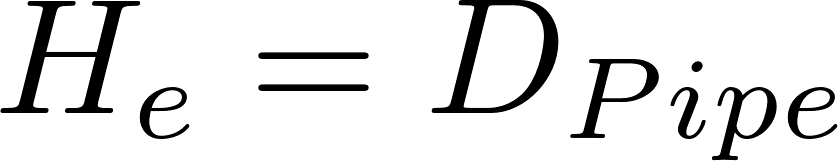 H_e = D_{Pipe}